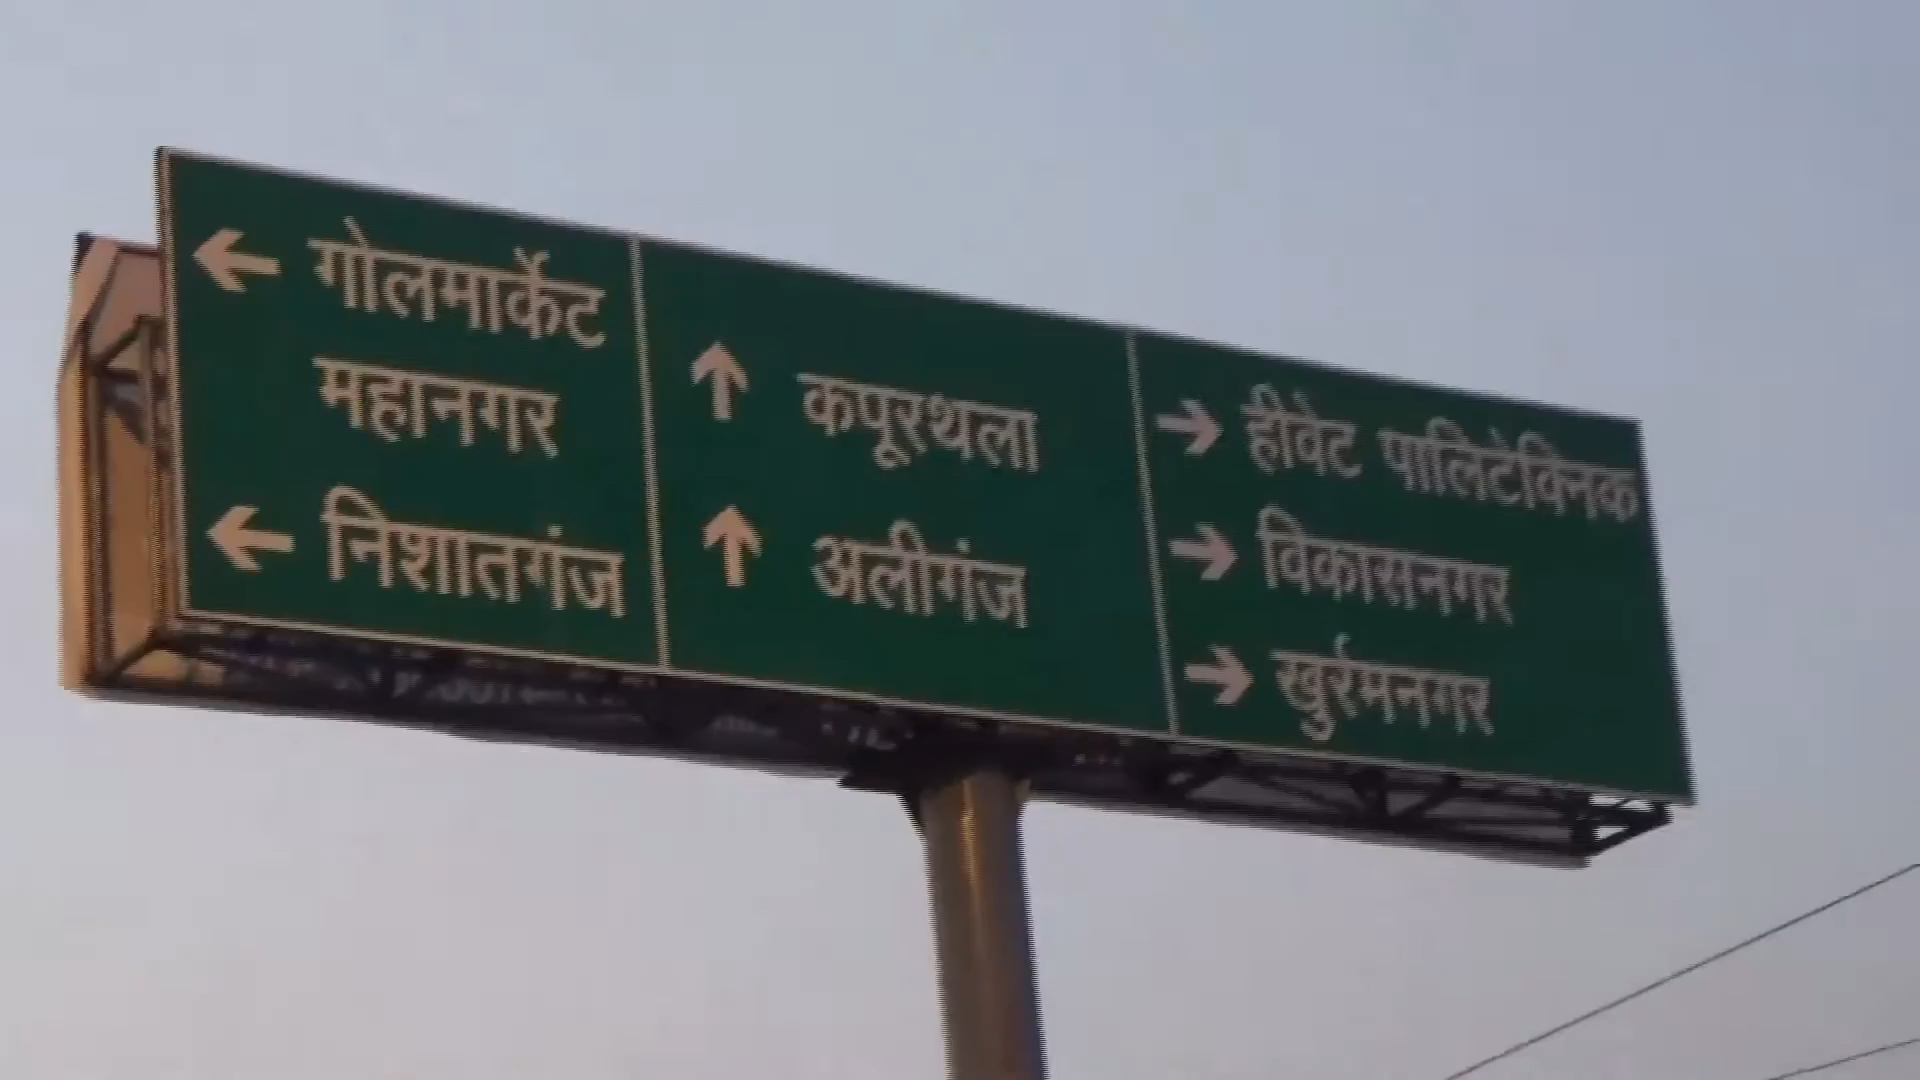 ← गोलमार्केट
महानगर
← निशातगंज
↑ कपूरथला
↑ अलीगंज
→ हीवेट पालिटेक्निक
→ विकासनगर
→ खुर्रमनगर